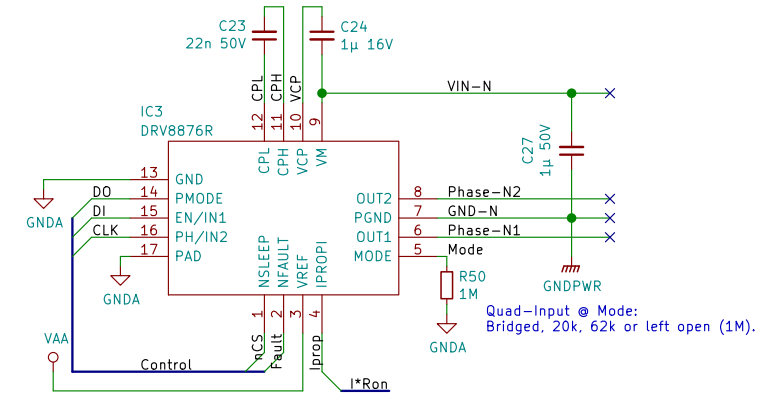 C23
22n 50V
C24
1µ 16V
CPL
CPH
VCP
VIN-N
IC3
DRV8876R
12
11
10
9
CPL
CPH
VCP
VM
C27
1µ 50V
13
GND
GNDA
DO
14
PMODE
OUT2
8
Phase-N2
DI
15
EN/IN1
PGND
7
GND-N
CLK
16
PH/IN2
OUT1
6
Phase-N1
17
PAD
MODE
5
Mode
GNDA
NSLEEP
NFAULT
VREF
IPROPI
R50
1M
GNDPWR
1
2
3
4
Quad-Input @ Mode:
Bridged, 20k, 62k or left open (1M).
GNDA
VAA
nCS
Fault
Iprop
Control
I*Ron